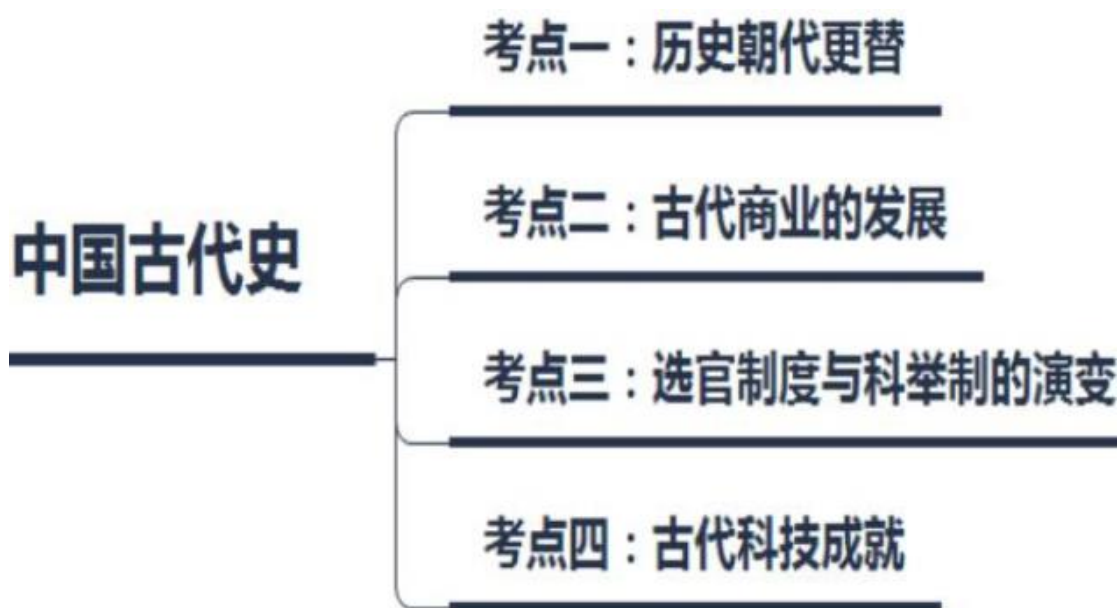 考点一：历史朝代更替
考点二：古代商业的发展
中国古代史
考点三：选官制度与科举制的演变
考点四：古代科技成就